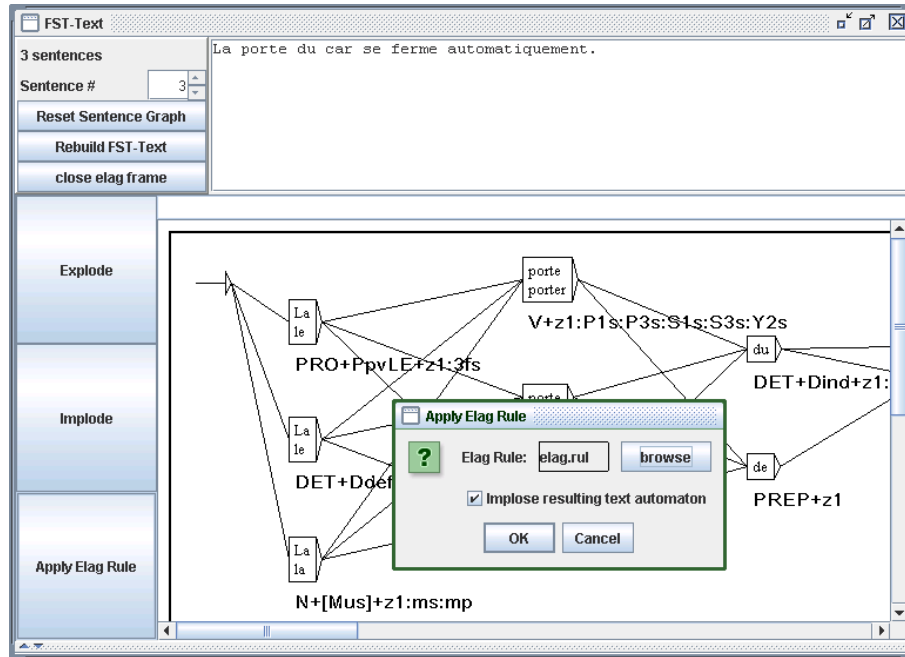 FST-Text
3 sentences
Sentence # 3
Reset Sentence Graph
Rebuild FST-Text
close elag frame
La porte du car se ferme automatiquement.
Explode
Implode
Apply Elag Rule
porte
porter
V+z1:P1s:P3s:S1s:S3s:Y2s
La
le
PRO+PpvLE+z1:3fs
du
DET+Dind+z1:
porte
La
le
DET+Ddef
de
PREP+z1
La
la
N+[Mus]+z1:ms:mp
Apply Elag Rule
?
Elag Rule: elag.rul browse
Implose resulting text automaton
OK Cancel